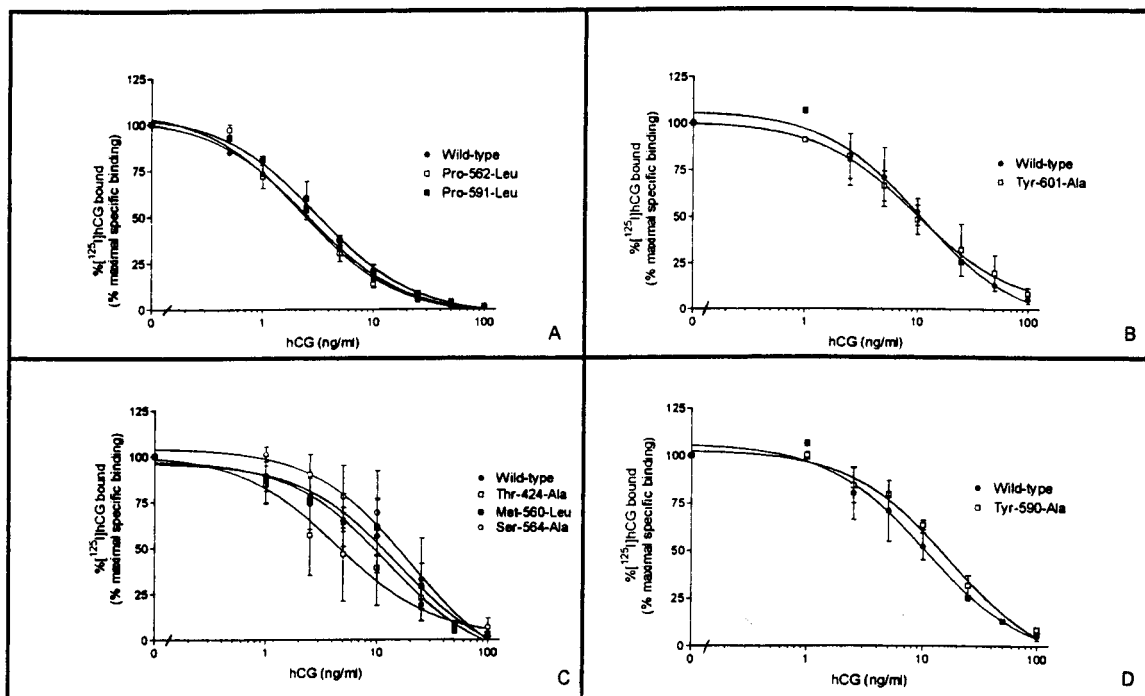 125
100
75
50
25
0
%[¹²⁵I]hCG bound
(% maximal specific binding)
Wild-type
Pro-562-Leu
Pro-591-Leu
0 1 10 100
hCG (ng/ml)
A
125
100
75
50
25
0
%[¹²⁵I]hCG bound
(% maximal specific binding)
Wild-type
Tyr-601-Ala
0 1 10 100
hCG (ng/ml)
B
125
100
75
50
25
0
%[¹²⁵I]hCG bound
(% maximal specific binding)
Wild-type
Thr-424-Ala
Met-560-Leu
Ser-564-Ala
0 1 10 100
hCG (ng/ml)
C
125
100
75
50
25
0
%[¹²⁵I]hCG bound
(% maximal specific binding)
Wild-type
Tyr-590-Ala
0 1 10 100
hCG (ng/ml)
D